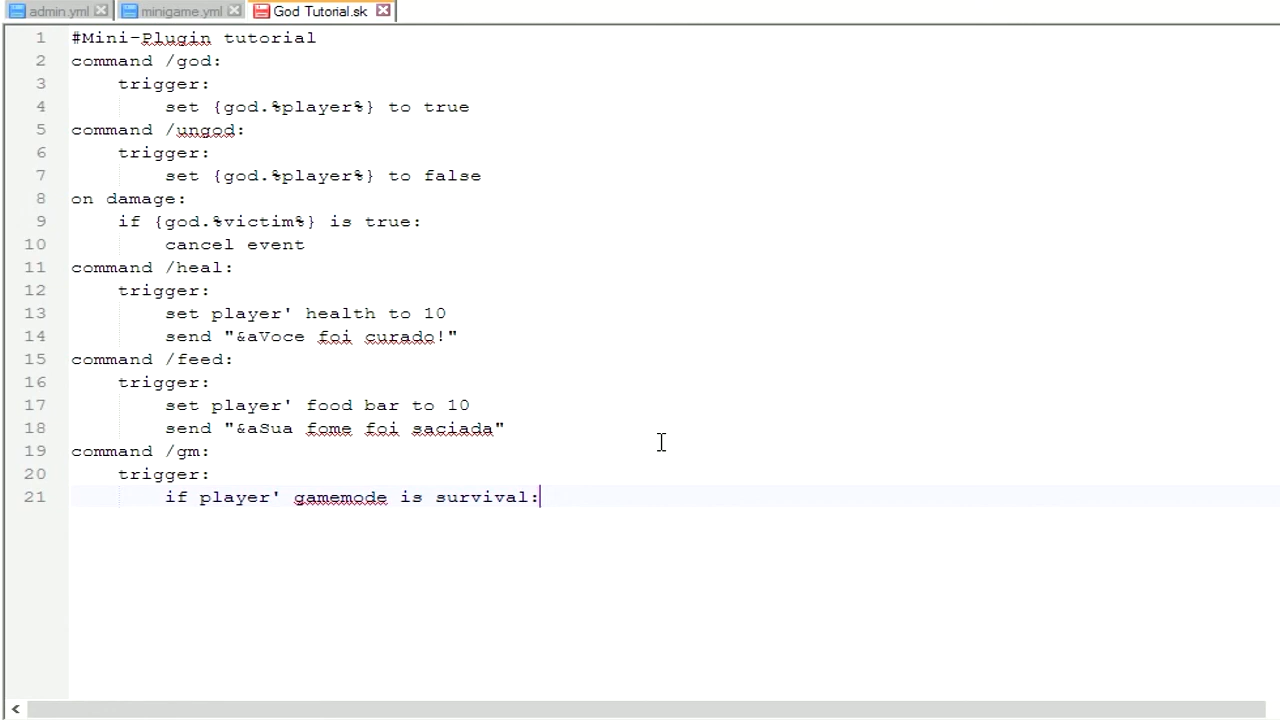 admin.yml minigame.yml God Tutorial.sk
1 #Mini-Plugin tutorial
2 command /god:
3 trigger:
4 set {god.%player%} to true
5 command /ungod:
6 trigger:
7 set {god.%player%} to false
8 on damage:
9 if {god.%victim%} is true:
10 cancel event
11 command /heal:
12 trigger:
13 set player' health to 10
14 send "&aVoce foi curado!"
15 command /feed:
16 trigger:
17 set player' food bar to 10
18 send "&aSua fome foi saciada"
19 command /gm:
20 trigger:
21 if player' gamemode is survival: